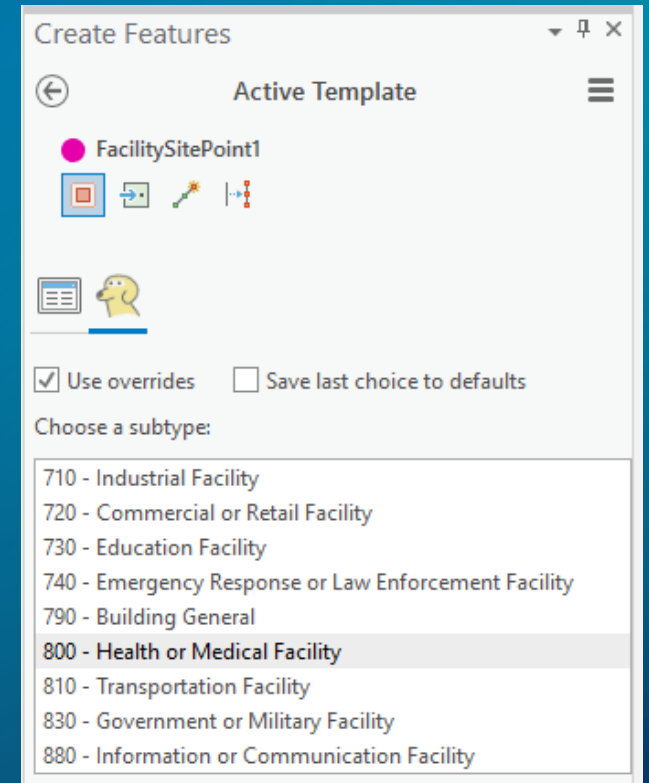 Create Features
Active Template
FacilitySitePoint1
Use overrides Save last choice to defaults
Choose a subtype:
710 - Industrial Facility
720 - Commercial or Retail Facility
730 - Education Facility
740 - Emergency Response or Law Enforcement Facility
790 - Building General
800 - Health or Medical Facility
810 - Transportation Facility
830 - Government or Military Facility
880 - Information or Communication Facility